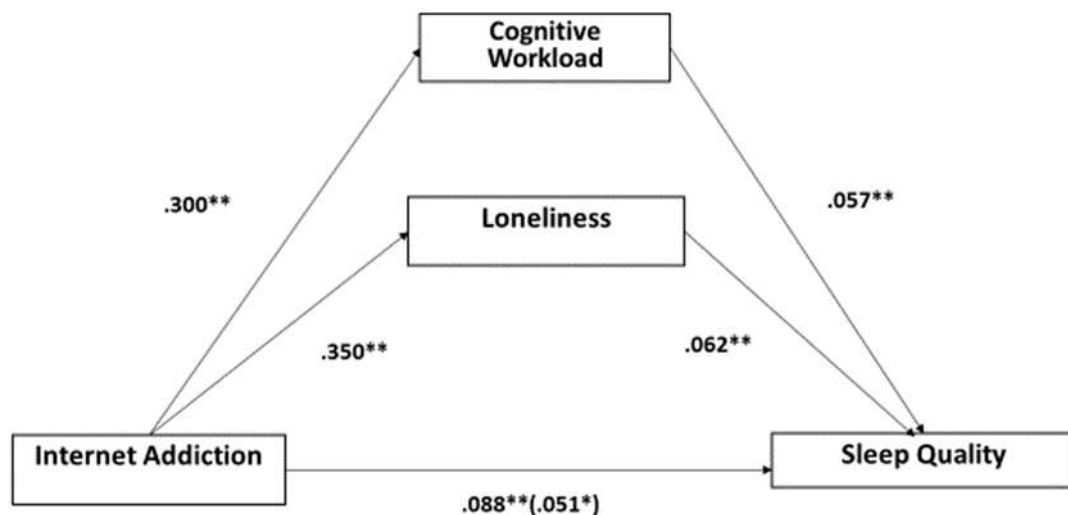 Cognitive
Workload
.300**
.057**
Loneliness
.350**
.062**
Internet Addiction
Sleep Quality
.088**(.051*)